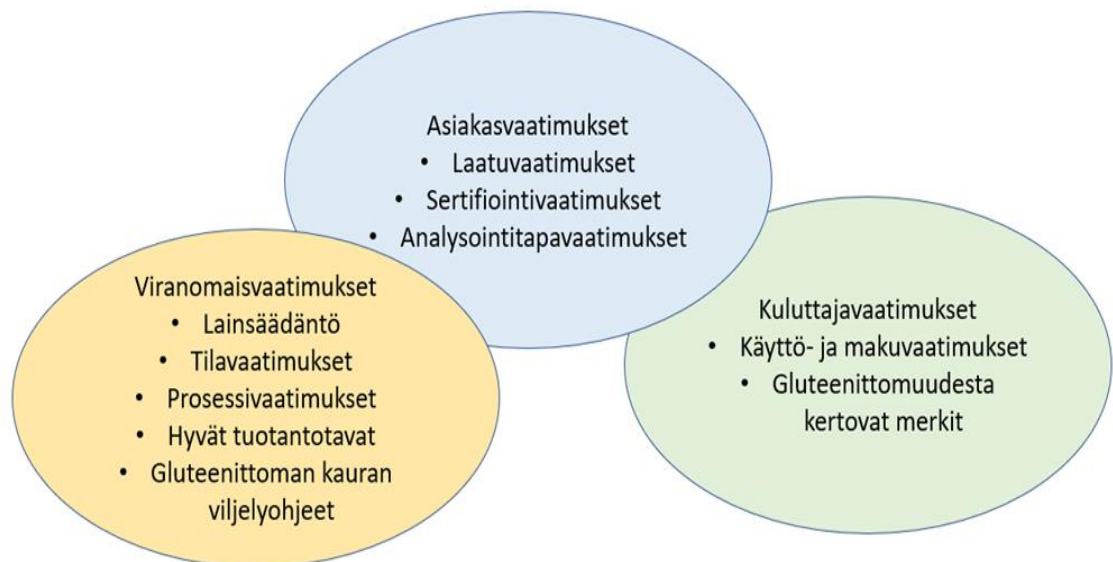 Asiakasvaatimukset
• Laatuvaatimukset
• Sertifiointivaatimukset
• Analysointitapavaatimukset
Viranomaisvaatimukset
• Lainsäädäntö
• Tilavaatimukset
• Prosessivaatimukset
• Hyvät tuotantotavat
• Gluteenittoman kauran
viljelyohjeet
Kuluttajavaatimukset
• Käyttö- ja makuvaatimukset
• Gluteenittomuudesta
kertovat merkit